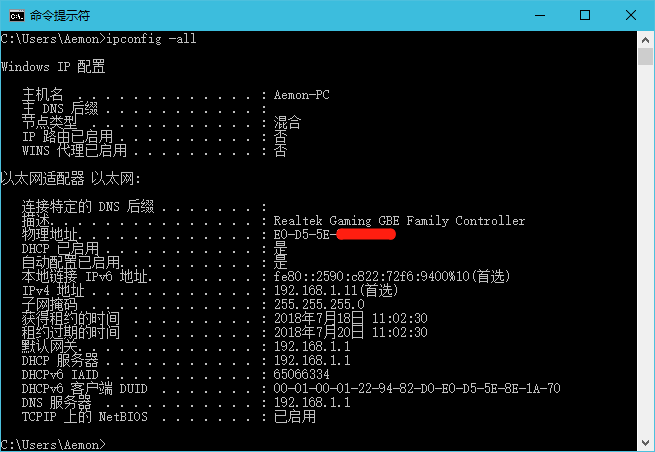 命令提示符
C:\Users\Aemon>ipconfig -all
Windows IP 配置
主机名 . . . . . . . . . . . . . : Aemon-PC
主 DNS 后缀 . . . . . . . . . . . :
节点类型 . . . . . . . . . . . . : 混合
IP 路由已启用 . . . . . . . . . . : 否
WINS 代理已启用 . . . . . . . . . : 否
以太网适配器 以太网:
连接特定的 DNS 后缀 . . . . . . . :
描述. . . . . . . . . . . . . . . : Realtek Gaming GBE Family Controller
物理地址. . . . . . . . . . . . . : E0-D5-5E-
DHCP 已启用 . . . . . . . . . . . : 是
自动配置已启用. . . . . . . . . . : 是
本地链接 IPv6 地址. . . . . . . . : fe80::2590:c822:72f6:9400%10(首选)
IPv4 地址 . . . . . . . . . . . . : 192.168.1.11(首选)
子网掩码 . . . . . . . . . . . . : 255.255.255.0
获得租约的时间 . . . . . . . . . : 2018年7月18日 11:02:30
租约过期的时间 . . . . . . . . . : 2018年7月20日 11:02:30
默认网关. . . . . . . . . . . . . : 192.168.1.1
DHCP 服务器 . . . . . . . . . . . : 192.168.1.1
DHCPv6 IAID . . . . . . . . . . . : 65066334
DHCPv6 客户端 DUID . . . . . . . : 00-01-00-01-22-94-82-D0-E0-D5-5E-8E-1A-70
DNS 服务器 . . . . . . . . . . . : 192.168.1.1
TCPIP 上的 NetBIOS . . . . . . . : 已启用
C:\Users\Aemon>